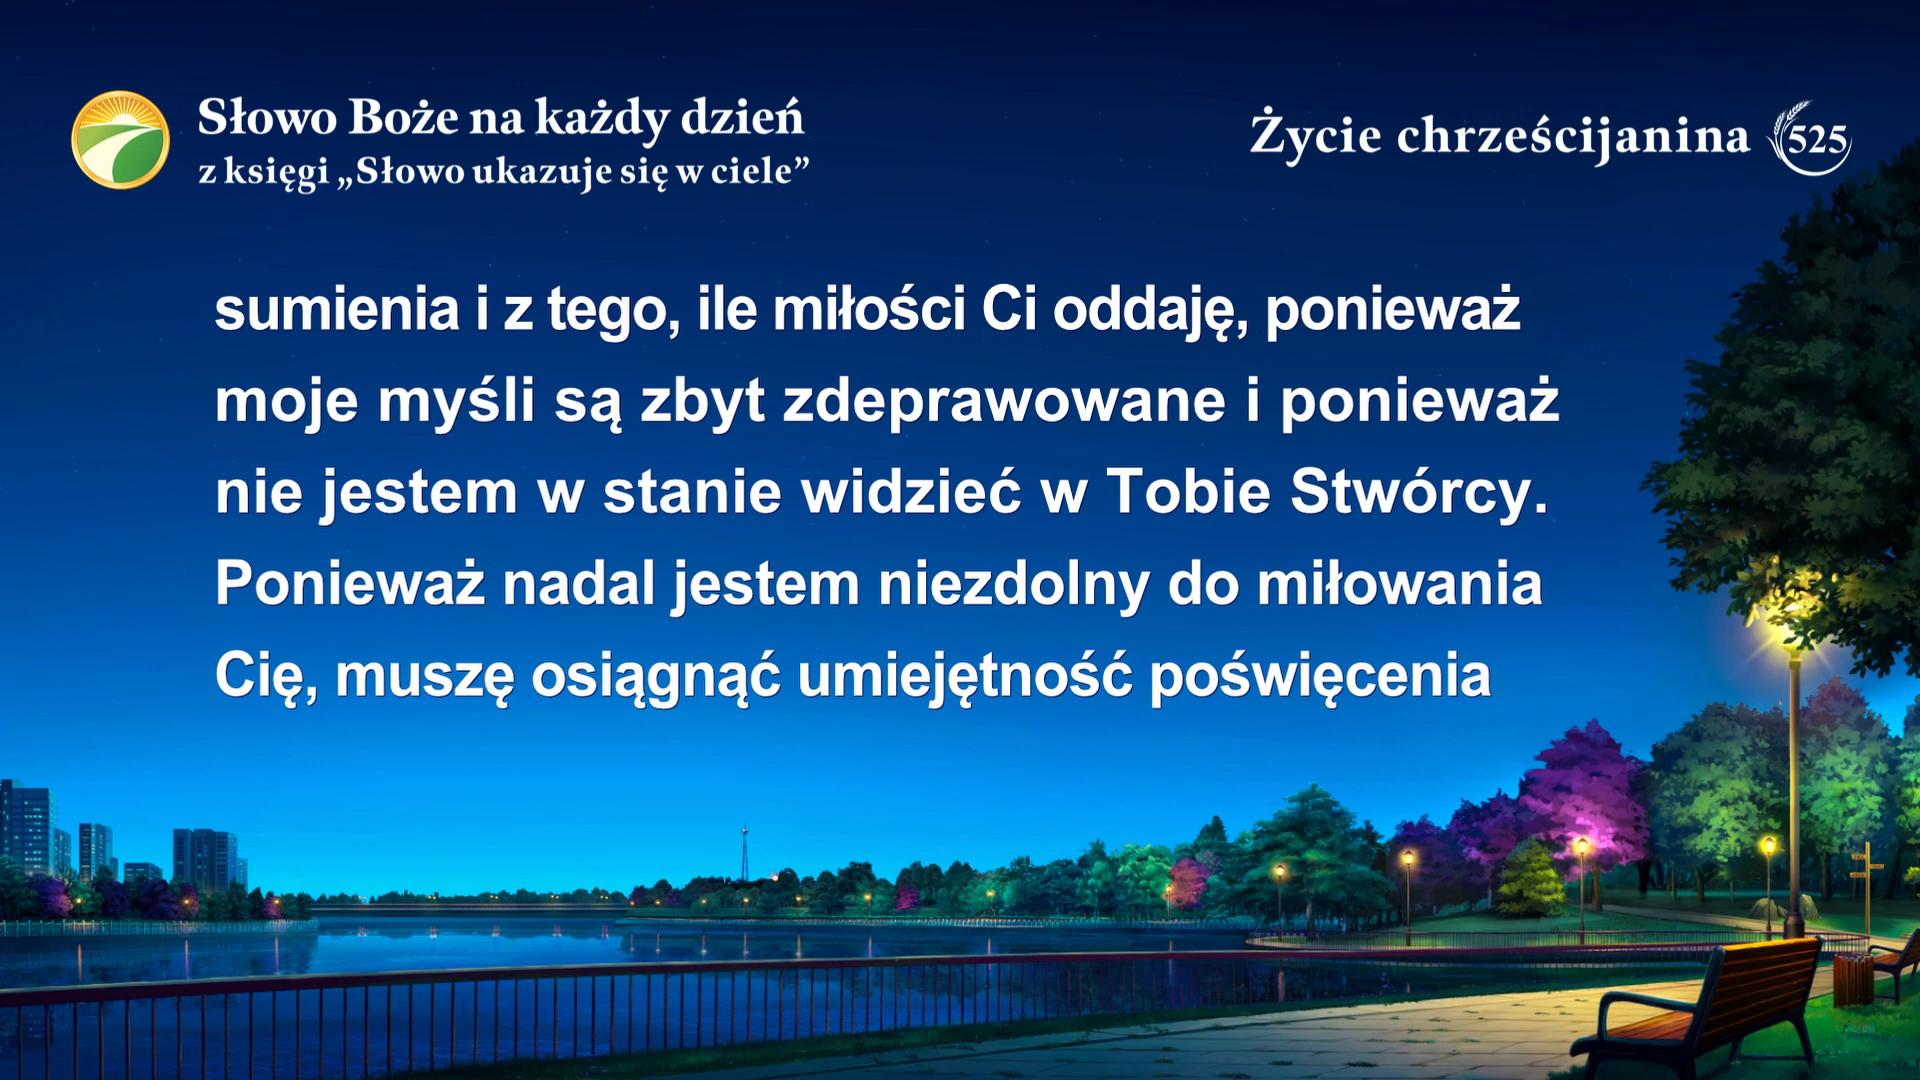 Słowo Boże na każdy dzień
z księgi „Słowo ukazuje się w ciele”
Życie chrześcijanina 525
sumienia i z tego, ile miłości Ci oddaję, ponieważ
moje myśli są zbyt zdeprawowane i ponieważ
nie jestem w stanie widzieć w Tobie Stwórcy.
Ponieważ nadal jestem niezdolny do miłowania
Cię, muszę osiągnąć umiejętność poświęcenia